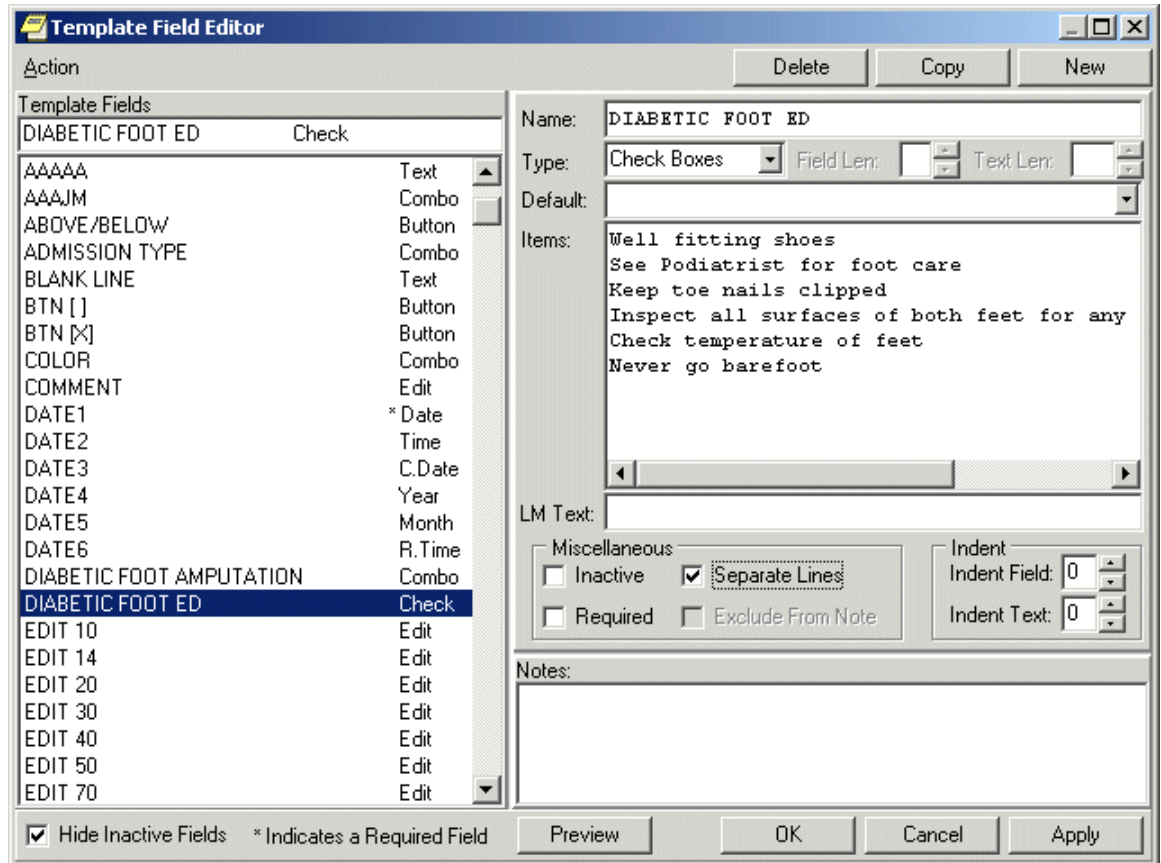 Template Field Editor
Action Delete Copy New
Template Fields
DIABETIC FOOT ED Check
AAAAA Text
AAAJM Combo
ABOVE/BELOW Button
ADMISSION TYPE Combo
BLANK LINE Text
BTN [ ] Button
BTN [X] Button
COLOR Combo
COMMENT Edit
DATE1 * Date
DATE2 Time
DATE3 C.Date
DATE4 Year
DATE5 Month
DATE6 R.Time
DIABETIC FOOT AMPUTATION Combo
DIABETIC FOOT ED Check
EDIT 10 Edit
EDIT 14 Edit
EDIT 20 Edit
EDIT 30 Edit
EDIT 40 Edit
EDIT 50 Edit
EDIT 70 Edit
Name: DIABETIC FOOT ED
Type: Check Boxes Field Len: Text Len:
Default:
Items: Well fitting shoes
See Podiatrist for foot care
Keep toe nails clipped
Inspect all surfaces of both feet for any
Check temperature of feet
Never go barefoot
LM Text:
Miscellaneous
Inactive Separate Lines
Required Exclude From Note
Indent
Indent Field: 0
Indent Text: 0
Notes:
Hide Inactive Fields * Indicates a Required Field Preview OK Cancel Apply